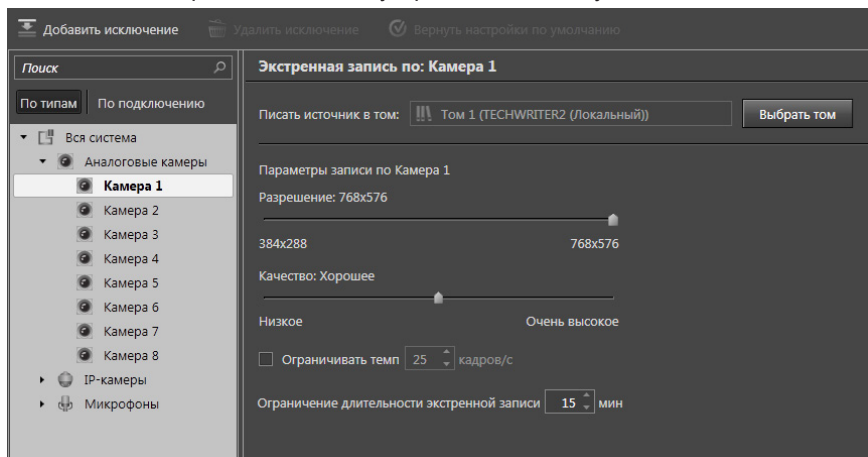 Добавить исключение
Удалить исключение
Вернуть настройки по умолчанию
Поиск
По типам
По подключению
Вся система
Аналоговые камеры
Камера 1
Камера 2
Камера 3
Камера 4
Камера 5
Камера 6
Камера 7
Камера 8
IP-камеры
Микрофоны
Экстренная запись по: Камера 1
Писать источник в том: Том 1 (TECHWRITER2 (Локальный)) Выбрать том
Параметры записи по Камера 1
Разрешение: 768x576
384x288 768x576
Качество: Хорошее
Низкое Очень высокое
Ограничивать темп 25 кадров/с
Ограничение длительности экстренной записи 15 мин